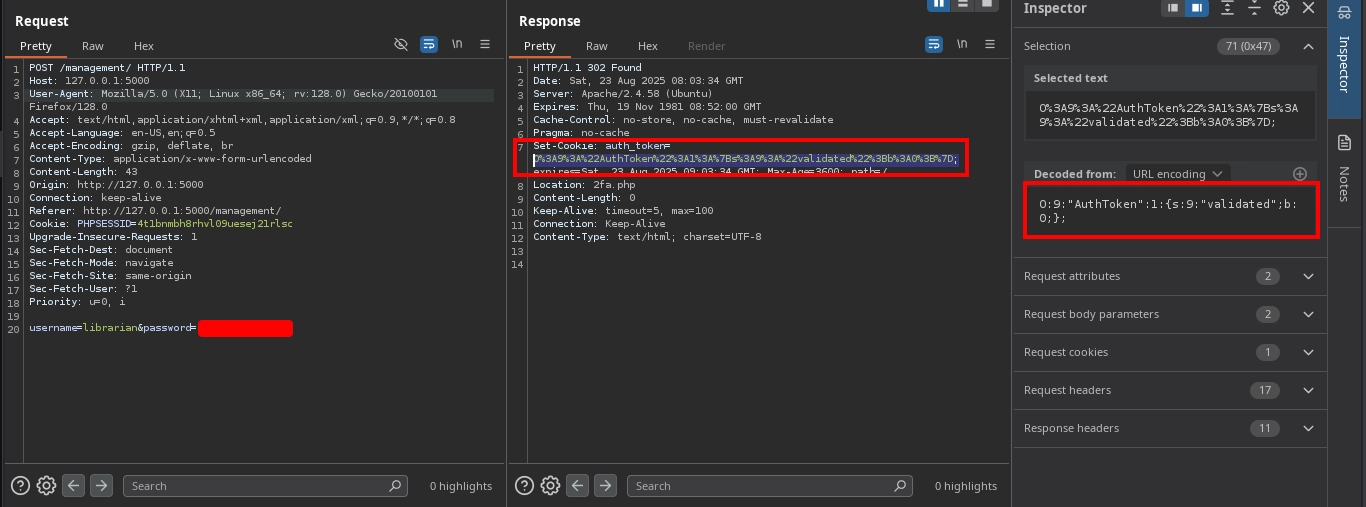 Request
Pretty Raw Hex
\n
1 POST /management/ HTTP/1.1
2 Host: 127.0.0.1:5000
3 User-Agent: Mozilla/5.0 (X11; Linux x86_64; rv:128.0) Gecko/20100101
Firefox/128.0
4 Accept: text/html,application/xhtml+xml,application/xml;q=0.9,*/*;q=0.8
5 Accept-Language: en-US,en;q=0.5
6 Accept-Encoding: gzip, deflate, br
7 Content-Type: application/x-www-form-urlencoded
8 Content-Length: 43
9 Origin: http://127.0.0.1:5000
10 Connection: keep-alive
11 Referer: http://127.0.0.1:5000/management/
12 Cookie: PHPSESSID=4t1bnmbh8rhvl09uesej21rlsc
13 Upgrade-Insecure-Requests: 1
14 Sec-Fetch-Dest: document
15 Sec-Fetch-Mode: navigate
16 Sec-Fetch-Site: same-origin
17 Sec-Fetch-User: ?1
18 Priority: u=0, i
19
20 username=librarian&password=
Search
0 highlights
Response
Pretty Raw Hex Render
\n
1 HTTP/1.1 302 Found
2 Date: Sat, 23 Aug 2025 08:03:34 GMT
3 Server: Apache/2.4.58 (Ubuntu)
4 Expires: Thu, 19 Nov 1981 08:52:00 GMT
5 Cache-Control: no-store, no-cache, must-revalidate
6 Pragma: no-cache
7 Set-Cookie: auth_token=
O%3A9%3A%22AuthToken%22%3A1%3A%7Bs%3A9%3A%22validated%22%3Bb%3A0%3B%7D;
expires=Sat, 23 Aug 2025 09:03:34 GMT; Max-Age=3600; path=/
8 Location: 2fa.php
9 Content-Length: 0
10 Keep-Alive: timeout=5, max=100
11 Connection: Keep-Alive
12 Content-Type: text/html; charset=UTF-8
13
14
Search
0 highlights
Inspector
Selection 71 (0x47)
Selected text
O%3A9%3A%22AuthToken%22%3A1%3A%7Bs%3A
9%3A%22validated%22%3Bb%3A0%3B%7D;
Decoded from: URL encoding
O:9:"AuthToken":1:{s:9:"validated";b:
0;};
Request attributes 2
Request body parameters 2
Request cookies 1
Request headers 17
Response headers 11
Inspector
Notes